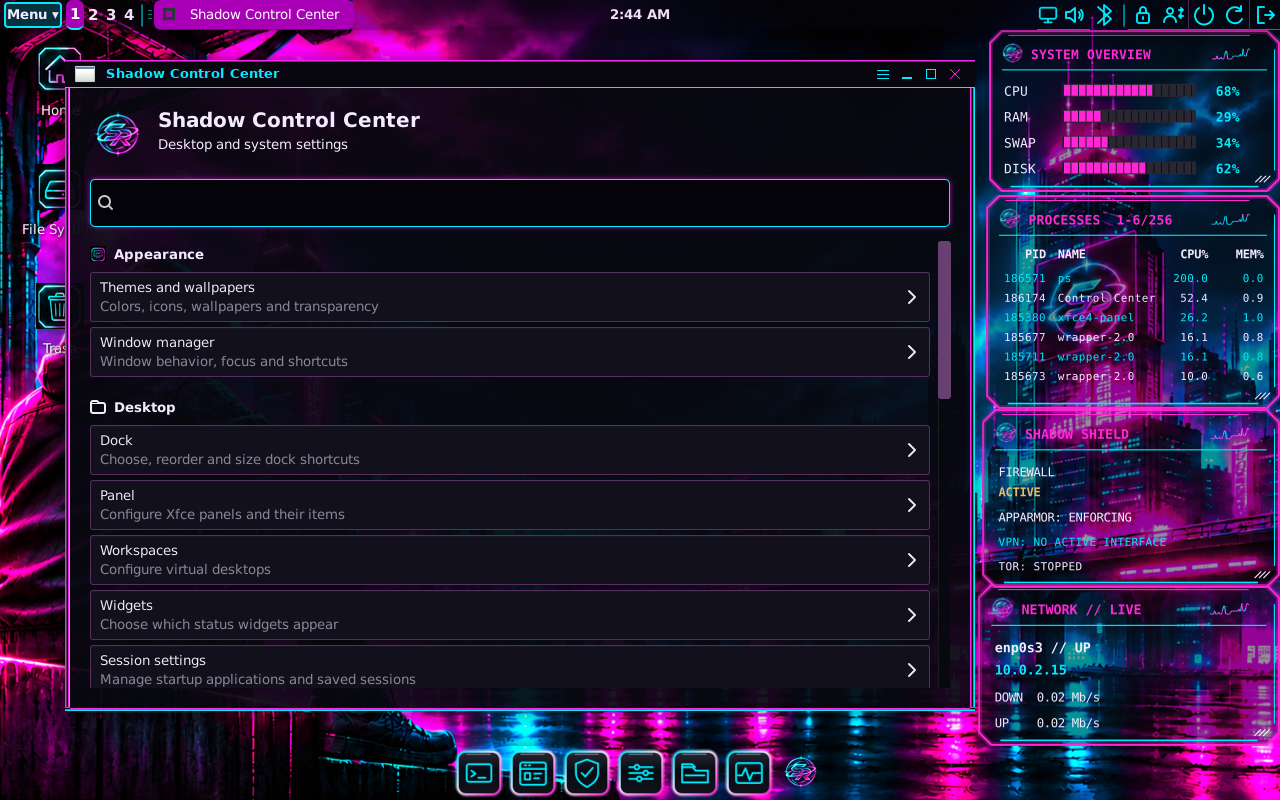 Menu ▾ 1 2 3 4 Shadow Control Center 2:44 AM
Shadow Control Center
Home
File System
Trash
Shadow Control Center
Desktop and system settings
Appearance
Themes and wallpapers
Colors, icons, wallpapers and transparency
Window manager
Window behavior, focus and shortcuts
Desktop
Dock
Choose, reorder and size dock shortcuts
Panel
Configure Xfce panels and their items
Workspaces
Configure virtual desktops
Widgets
Choose which status widgets appear
Session settings
Manage startup applications and saved sessions
SYSTEM OVERVIEW
CPU 68%
RAM 29%
SWAP 34%
DISK 62%
PROCESSES 1-6/256
PID NAME CPU% MEM%
186571 ps 200.0 0.0
186174 Control Center 52.4 0.9
185380 xfce4-panel 26.2 1.0
185677 wrapper-2.0 16.1 0.8
185711 wrapper-2.0 16.1 0.8
185673 wrapper-2.0 10.0 0.6
SHADOW SHIELD
FIREWALL
ACTIVE
APPARMOR: ENFORCING
VPN: NO ACTIVE INTERFACE
TOR: STOPPED
NETWORK // LIVE
enp0s3 // UP
10.0.2.15
DOWN 0.02 Mb/s
UP 0.02 Mb/s